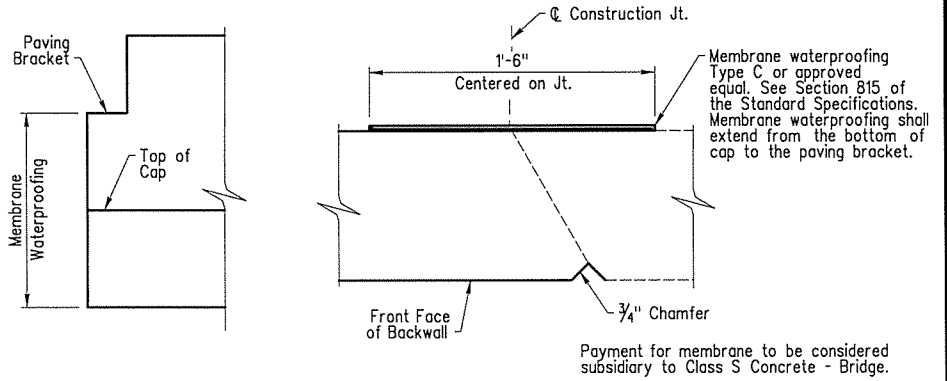 Paving
Bracket
Top of
Cap
Membrane
Waterproofing
℄ Construction Jt.
1'-6"
Centered on Jt.
Membrane waterproofing
Type C or approved
equal. See Section 815 of
the Standard Specifications.
Membrane waterproofing shall
extend from the bottom of
cap to the paving bracket.
Front Face
of Backwall
3/4" Chamfer
Payment for membrane to be considered
subsidiary to Class S Concrete - Bridge.